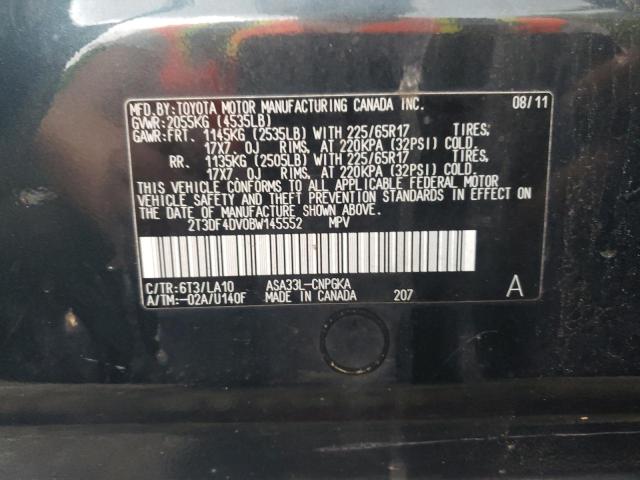 MFD.BY:TOYOTA MOTOR MANUFACTURING CANADA INC. 08/11
GVWR:2055KG (4535LB)
GAWR:FRT. 1145KG (2535LB) WITH 225/65R17 TIRES,
17X7. 0J RIMS, AT 220KPA (32PSI) COLD.
RR. 1135KG (2505LB) WITH 225/65R17 TIRES,
17X7. 0J RIMS, AT 220KPA (32PSI) COLD.
THIS VEHICLE CONFORMS TO ALL APPLICABLE FEDERAL MOTOR
VEHICLE SAFETY AND THEFT PREVENTION STANDARDS IN EFFECT ON
THE DATE OF MANUFACTURE SHOWN ABOVE.
2T3DF4DV0BW145552 MPV
C/TR:6T3/LA10 ASA33L-CNPGKA
A/TM:-02A/U140F MADE IN CANADA 207 A